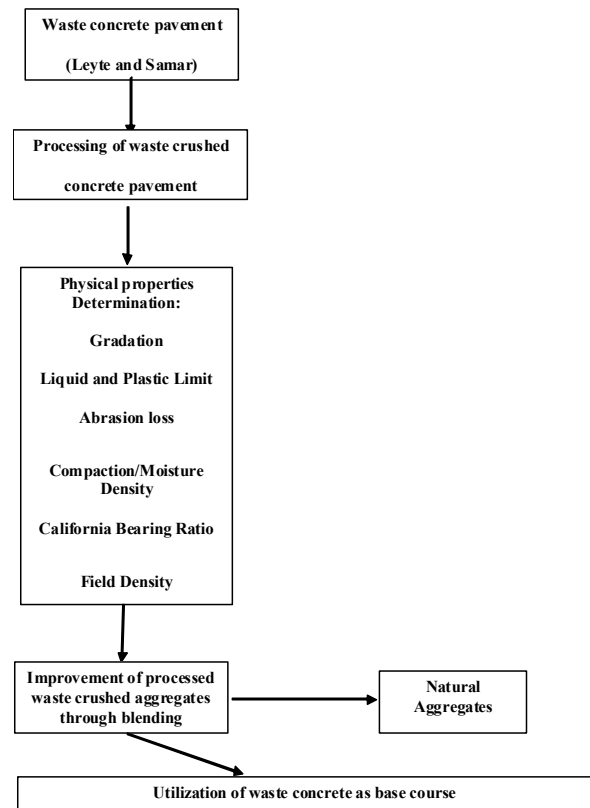 Waste concrete pavement
(Leyte and Samar)
Processing of waste crushed
concrete pavement
Physical properties
Determination:
Gradation
Liquid and Plastic Limit
Abrasion loss
Compaction/Moisture
Density
California Bearing Ratio
Field Density
Improvement of processed
waste crushed aggregates
through blending
Natural
Aggregates
Utilization of waste concrete as base course